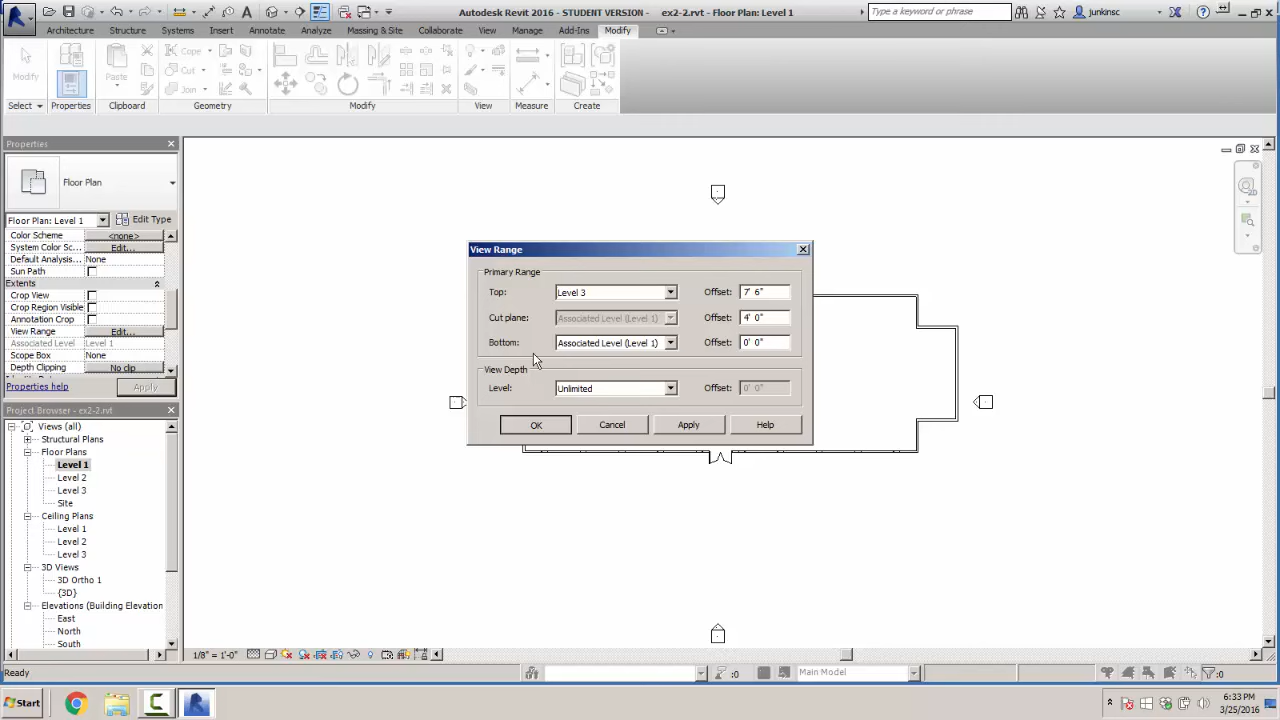 Autodesk Revit 2016 - STUDENT VERSION - ex2-2.rvt - Floor Plan: Level 1
Type a keyword or phrase
junkinsc
Architecture Structure Systems Insert Annotate Analyze Massing & Site Collaborate View Manage Add-Ins Modify
Modify Paste Cope Cut Join
Select Properties Clipboard Geometry Modify View Measure Create
Properties
Floor Plan
Floor Plan: Level 1 Edit Type
Color Scheme <none>
System Color Sc... Edit...
Default Analysis... None
Sun Path
Extents
Crop View
Crop Region Visible
Annotation Crop
View Range Edit...
Associated Level Level 1
Scope Box None
Depth Clipping No clip
Properties help Apply
Project Browser - ex2-2.rvt
Views (all)
Structural Plans
Floor Plans
Level 1
Level 2
Level 3
Site
Ceiling Plans
Level 1
Level 2
Level 3
3D Views
3D Ortho 1
{3D}
Elevations (Building Elevation
East
North
South
View Range
Primary Range
Top: Level 3 Offset: 7' 6"
Cut plane: Associated Level (Level 1) Offset: 4' 0"
Bottom: Associated Level (Level 1) Offset: 0' 0"
View Depth
Level: Unlimited Offset: 0' 0"
OK Cancel Apply Help
1/8" = 1'-0"
Ready :0 Main Model :0
Start
6:33 PM
3/25/2016